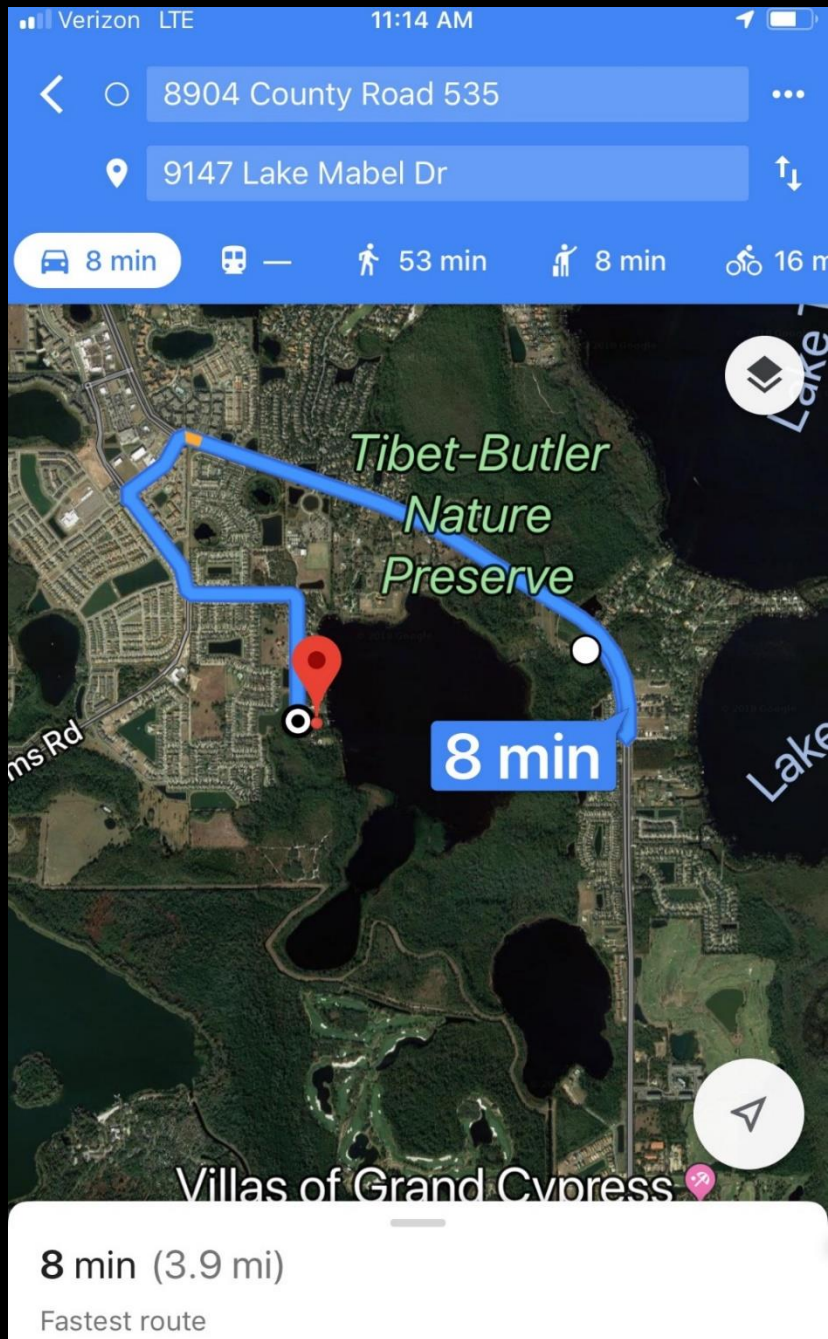 Verizon LTE 11:14 AM
8904 County Road 535
9147 Lake Mabel Dr
8 min — 53 min 8 min 16 m
Lake
Tibet-Butler
Nature
Preserve
8 min
Lake
ms Rd
Villas of Grand Cypress
8 min (3.9 mi)
Fastest route